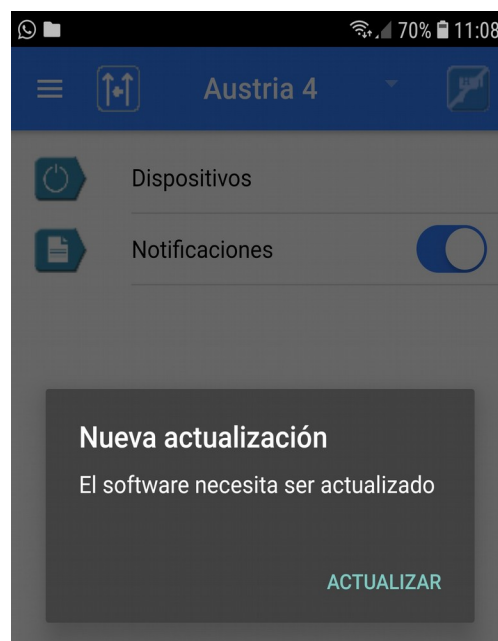 70% 11:08
Austria 4
Dispositivos
Notificaciones
Nueva actualización
El software necesita ser actualizado
ACTUALIZAR